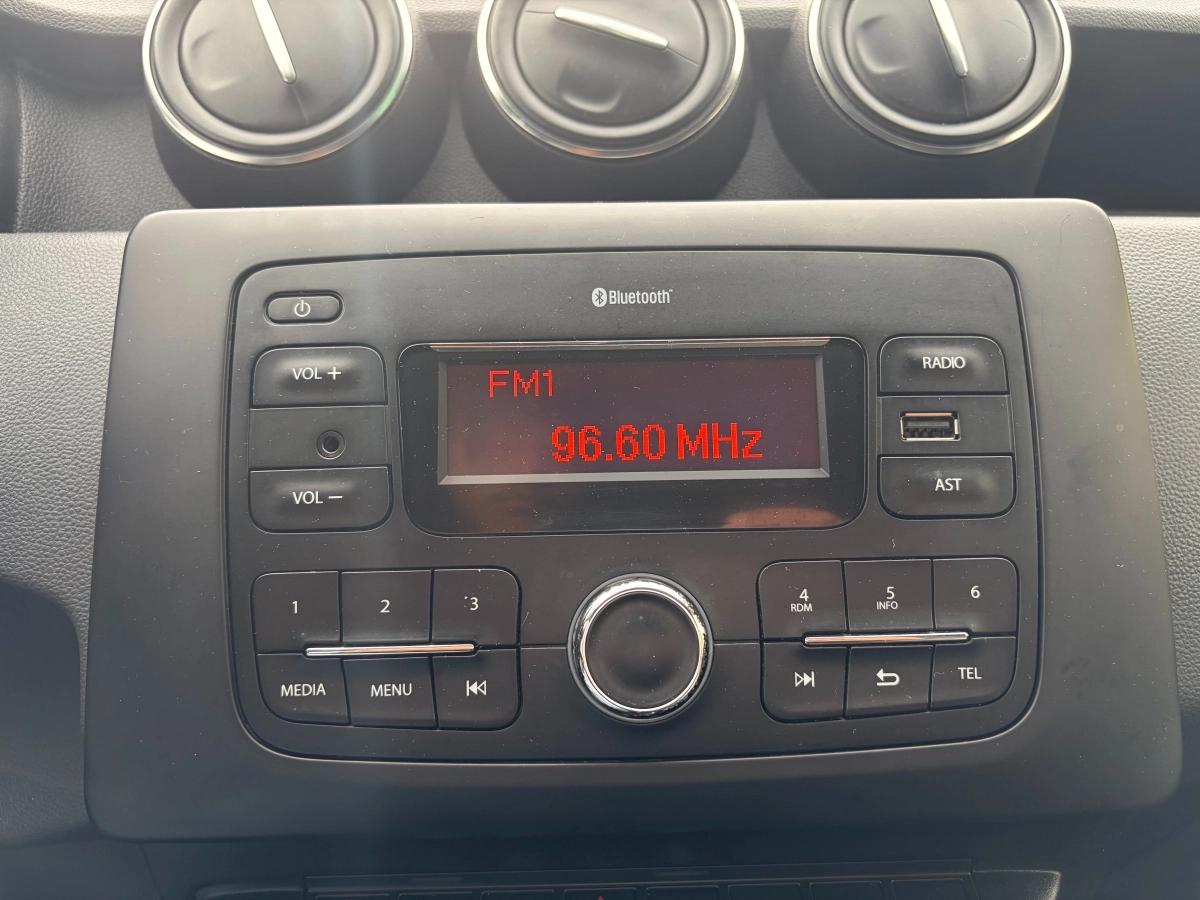 Bluetooth
VOL +
FM1
RADIO
96.60 MHz
VOL −
AST
1 2 3
4 5 6
RDM INFO
MEDIA MENU
TEL